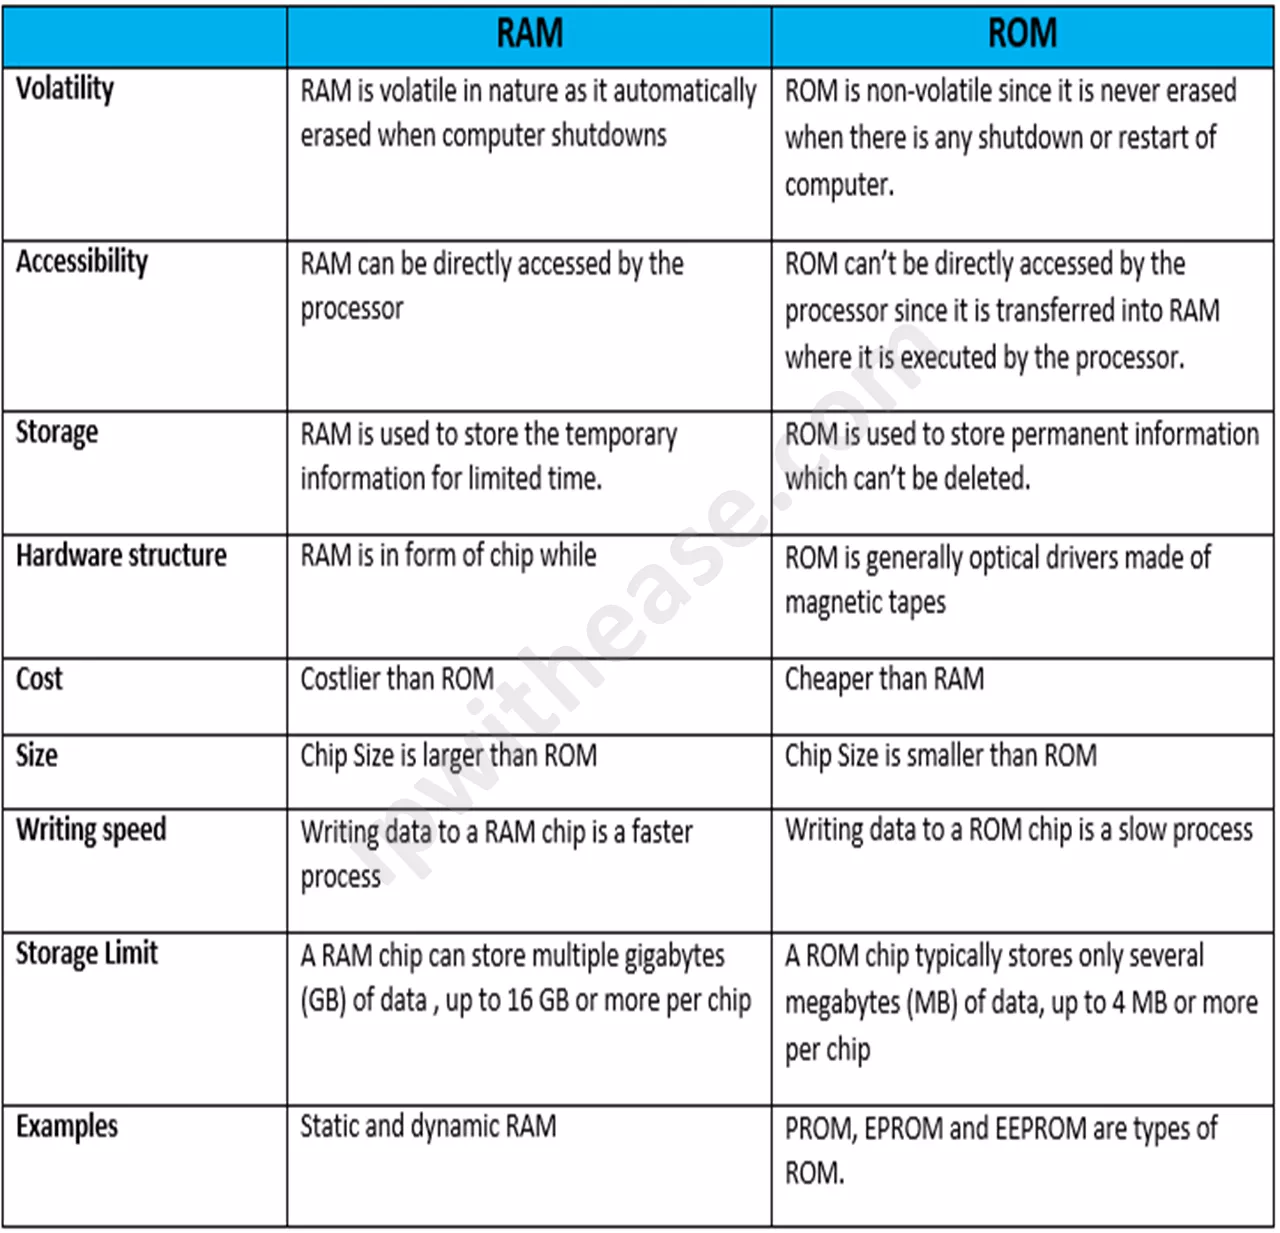 RAM ROM
Volatility
RAM is volatile in nature as it automatically
erased when computer shutdowns
ROM is non-volatile since it is never erased
when there is any shutdown or restart of
computer.
Accessibility
RAM can be directly accessed by the
processor
ROM can’t be directly accessed by the
processor since it is transferred into RAM
where it is executed by the processor.
Storage
RAM is used to store the temporary
information for limited time.
ROM is used to store permanent information
which can’t be deleted.
Hardware structure
RAM is in form of chip while
ROM is generally optical drivers made of
magnetic tapes
Cost
Costlier than ROM
Cheaper than RAM
Size
Chip Size is larger than ROM
Chip Size is smaller than ROM
Writing speed
Writing data to a RAM chip is a faster
process
Writing data to a ROM chip is a slow process
Storage Limit
A RAM chip can store multiple gigabytes
(GB) of data , up to 16 GB or more per chip
A ROM chip typically stores only several
megabytes (MB) of data, up to 4 MB or more
per chip
Examples
Static and dynamic RAM
PROM, EPROM and EEPROM are types of
ROM.
rpwithease.com